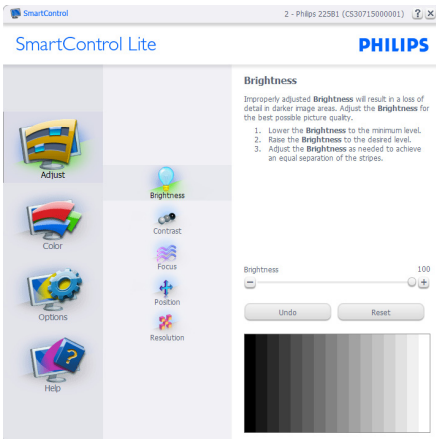 SmartControl
2 - Philips 225B1 (CS30715000001)
SmartControl Lite
PHILIPS
Adjust
Color
Options
Help
Brightness
Contrast
Focus
Position
Resolution
Brightness
Improperly adjusted Brightness will result in a loss of
detail in darker image areas. Adjust the Brightness for
the best possible picture quality.
1. Lower the Brightness to the minimum level.
2. Raise the Brightness to the desired level.
3. Adjust the Brightness as needed to achieve
an equal separation of the stripes.
Brightness 100
Undo
Reset